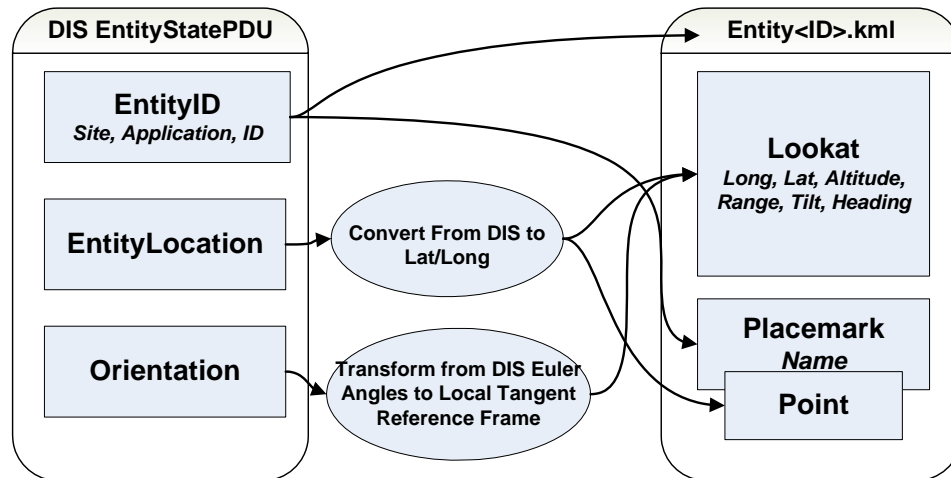 DIS EntityStatePDU
EntityID
Site, Application, ID
EntityLocation
Orientation
Convert From DIS to
Lat/Long
Transform from DIS Euler
Angles to Local Tangent
Reference Frame
Entity<ID>.kml
Lookat
Long, Lat, Altitude,
Range, Tilt, Heading
Placemark
Name
Point